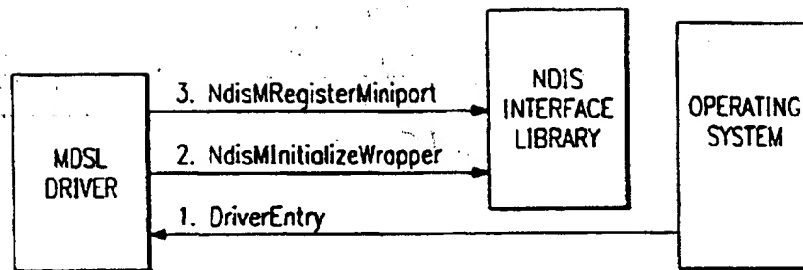 MDSL
DRIVER
3. NdisMRegisterMiniport
2. NdisMInitializeWrapper
1. DriverEntry
NDIS
INTERFACE
LIBRARY
OPERATING
SYSTEM